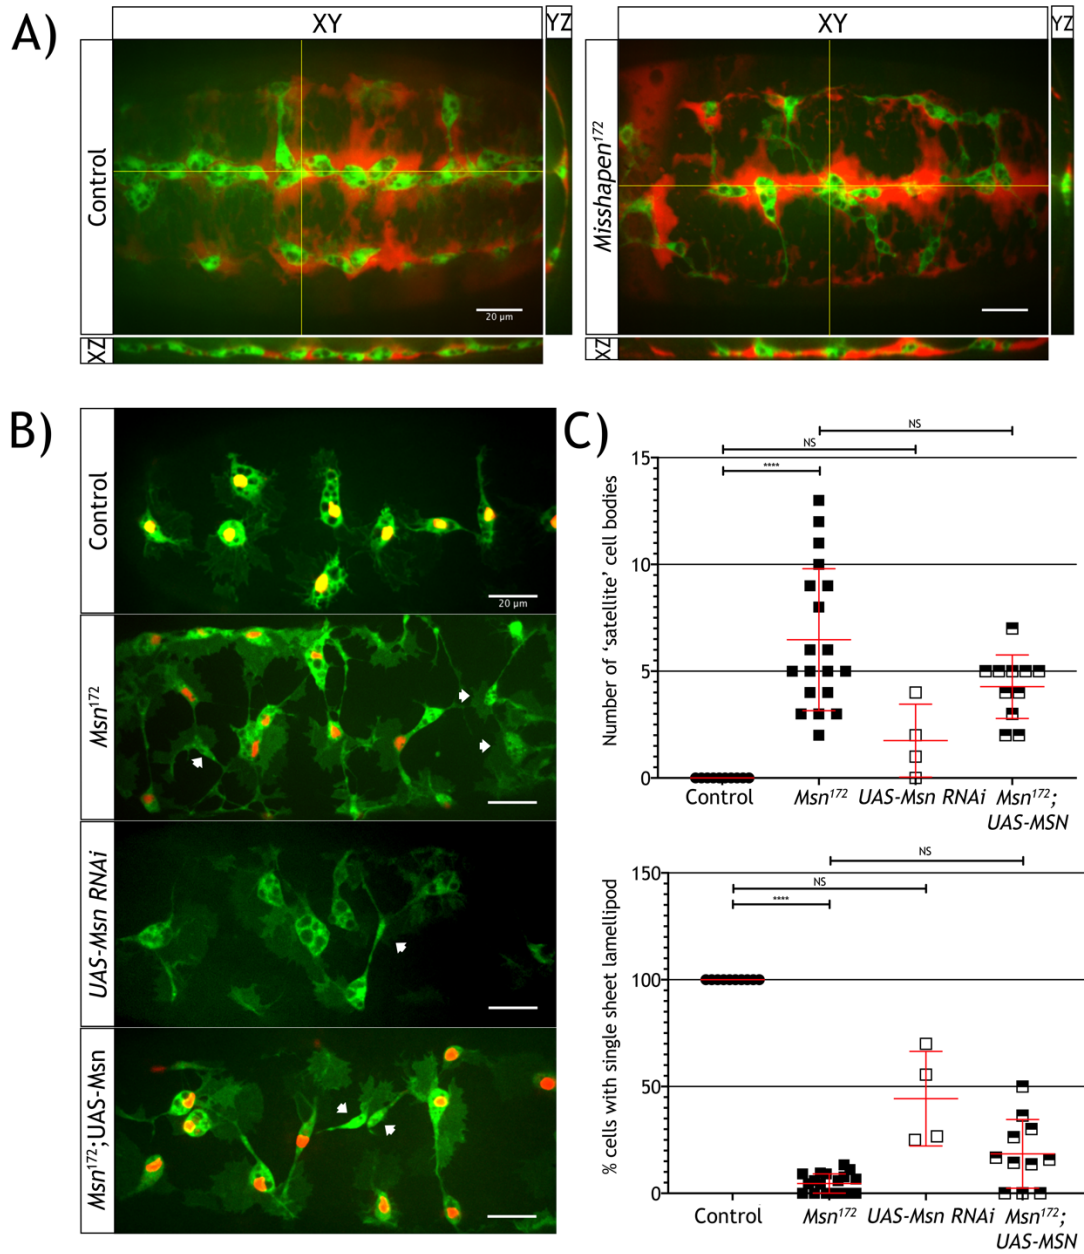 A)
XY
YZ
Control
20 µm
XZ
XY
YZ
Misshapen¹⁷²
XZ
B)
Control
20 µm
Msn¹⁷²
UAS-Msn RNAi
Msn¹⁷²;UAS-Msn
C)
NS
NS
****
Number of 'satellite' cell bodies
15
10
5
0
Control
Msn¹⁷²
UAS-Msn RNAi
Msn¹⁷²;
UAS-MSN
NS
NS
****
% cells with single sheet lamellipod
150
100
50
0
Control
Msn¹⁷²
UAS-Msn RNAi
Msn¹⁷²;
UAS-MSN